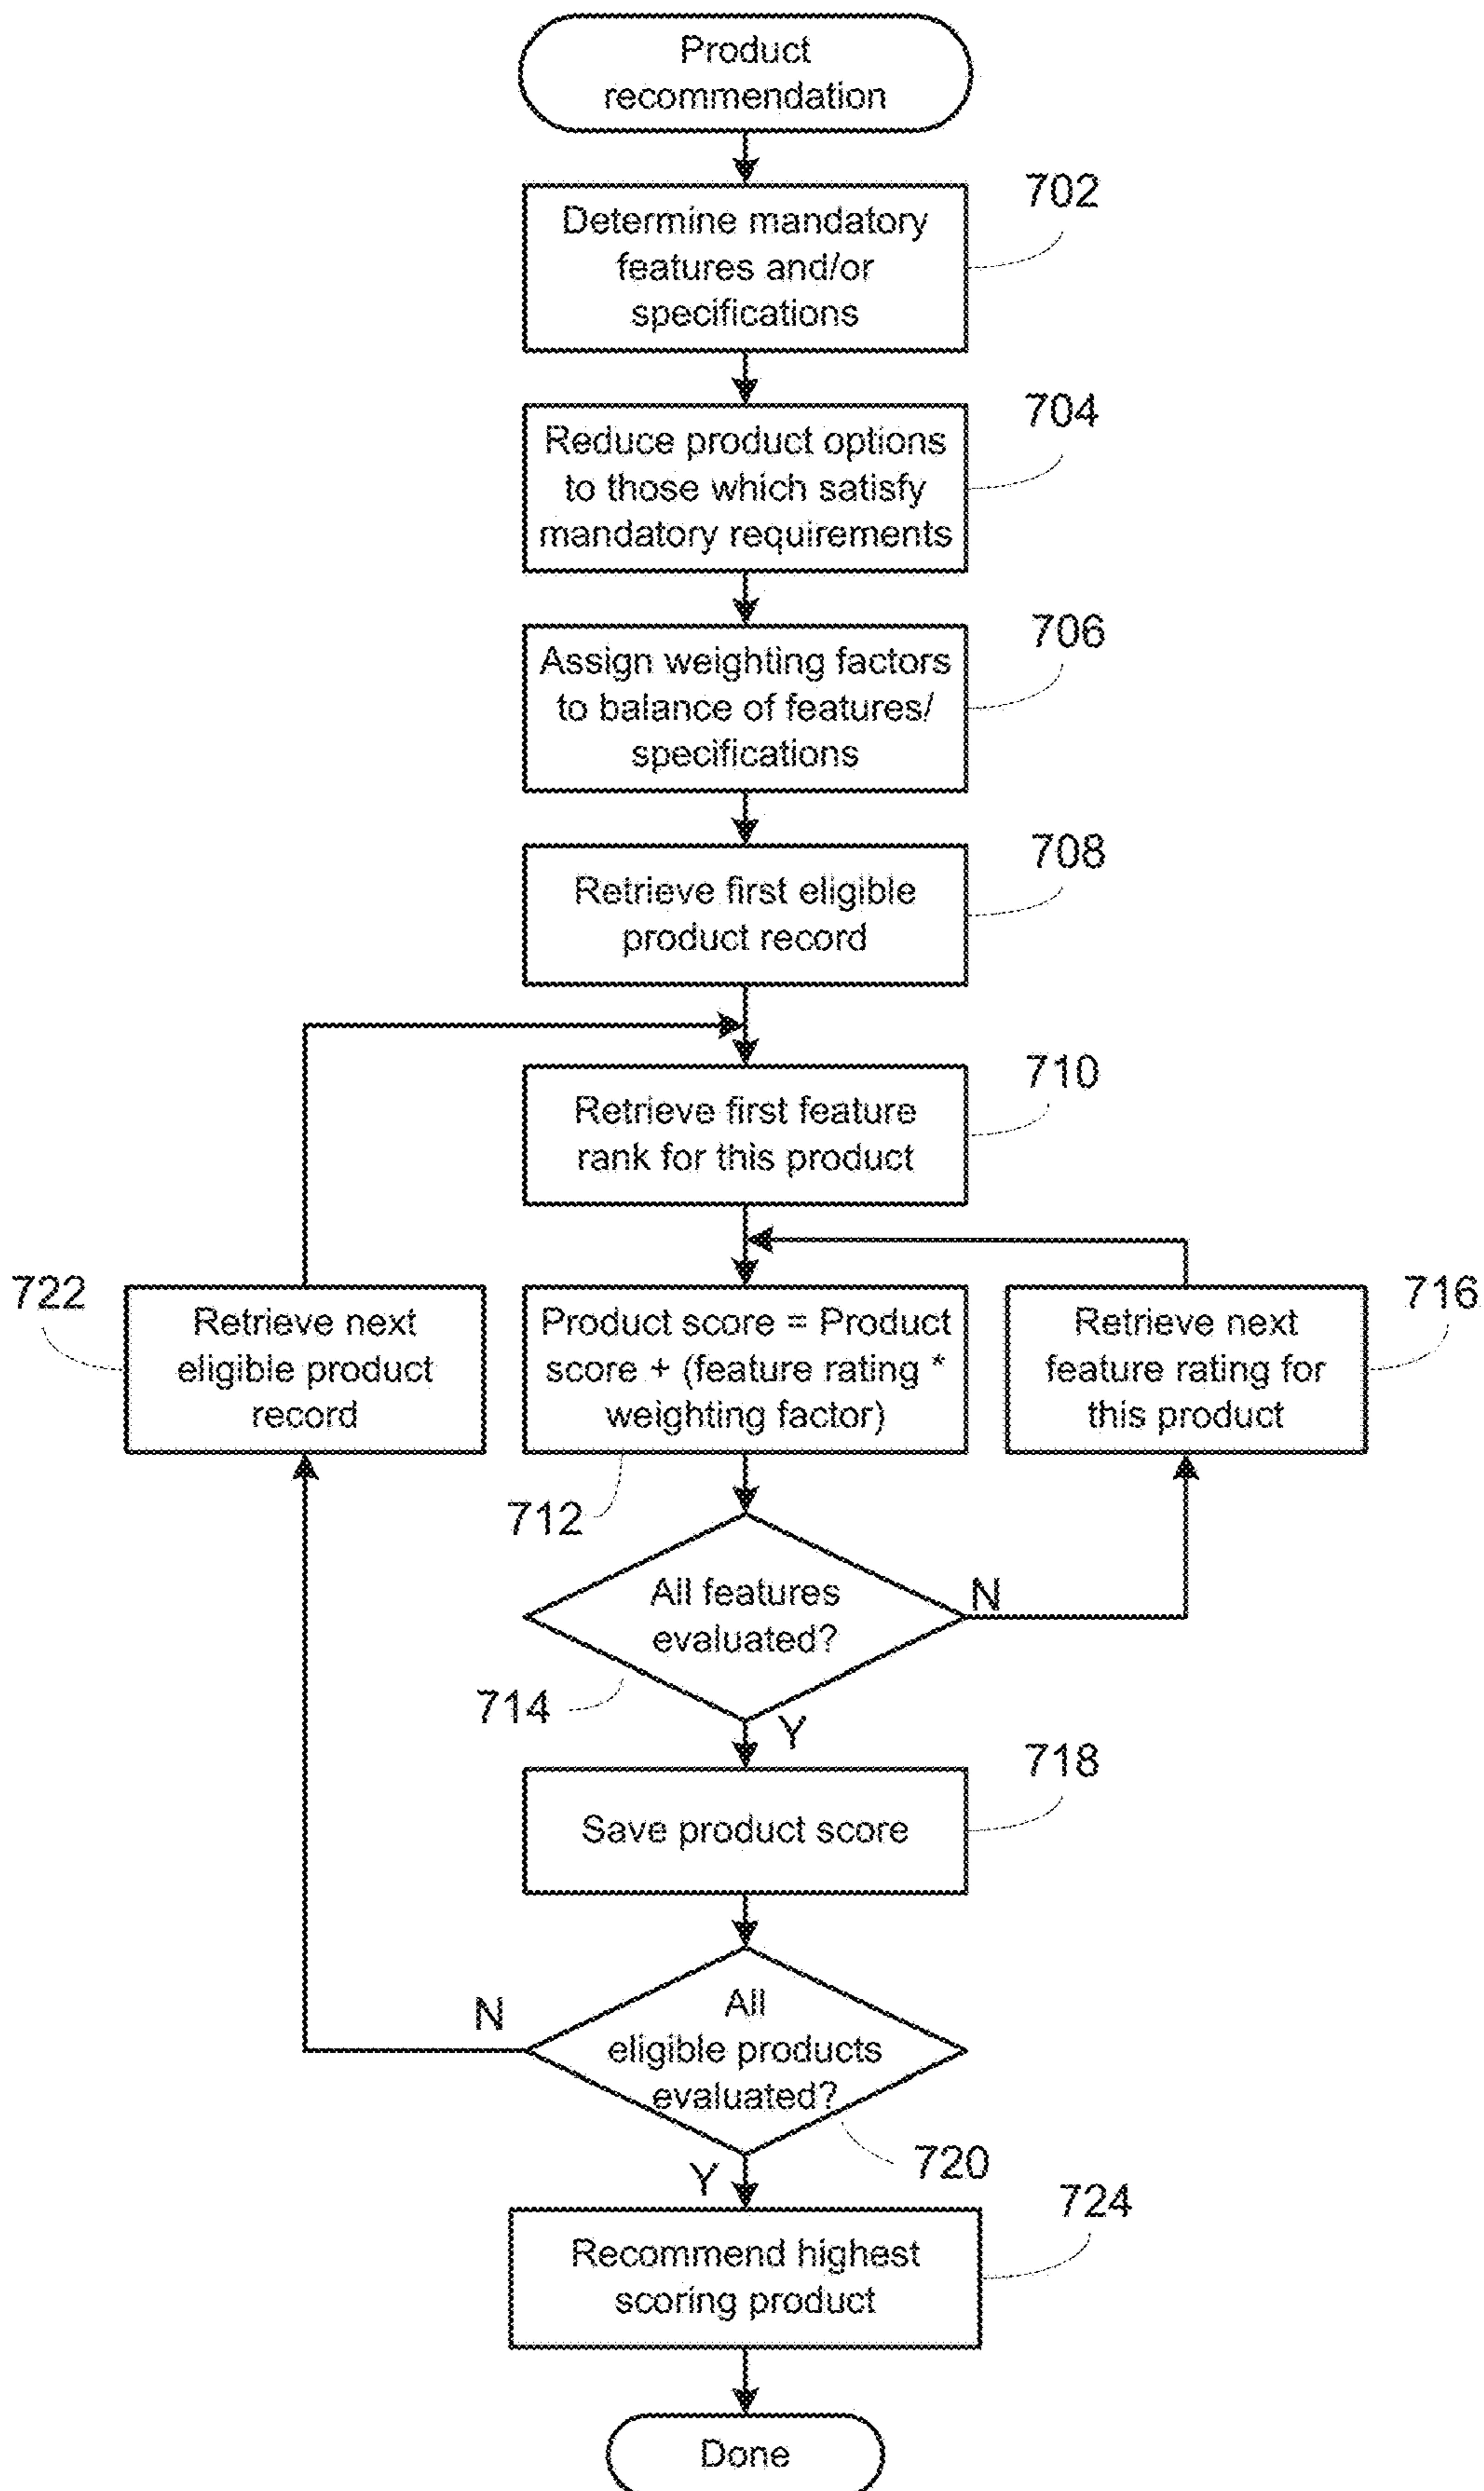 Product
recommendation
702
Determine mandatory
features and/or
specifications
704
Reduce product options
to those which satisfy
mandatory requirements
706
Assign weighting factors
to balance of features/
specifications
708
Retrieve first eligible
product record
710
Retrieve first feature
rank for this product
722
Retrieve next
eligible product
record
Product score = Product
score + (feature rating *
weighting factor)
712
716
Retrieve next
feature rating for
this product
All features
evaluated?
N
714
Y
718
Save product score
All
eligible products
evaluated?
N
720
Y
724
Recommend highest
scoring product
Done